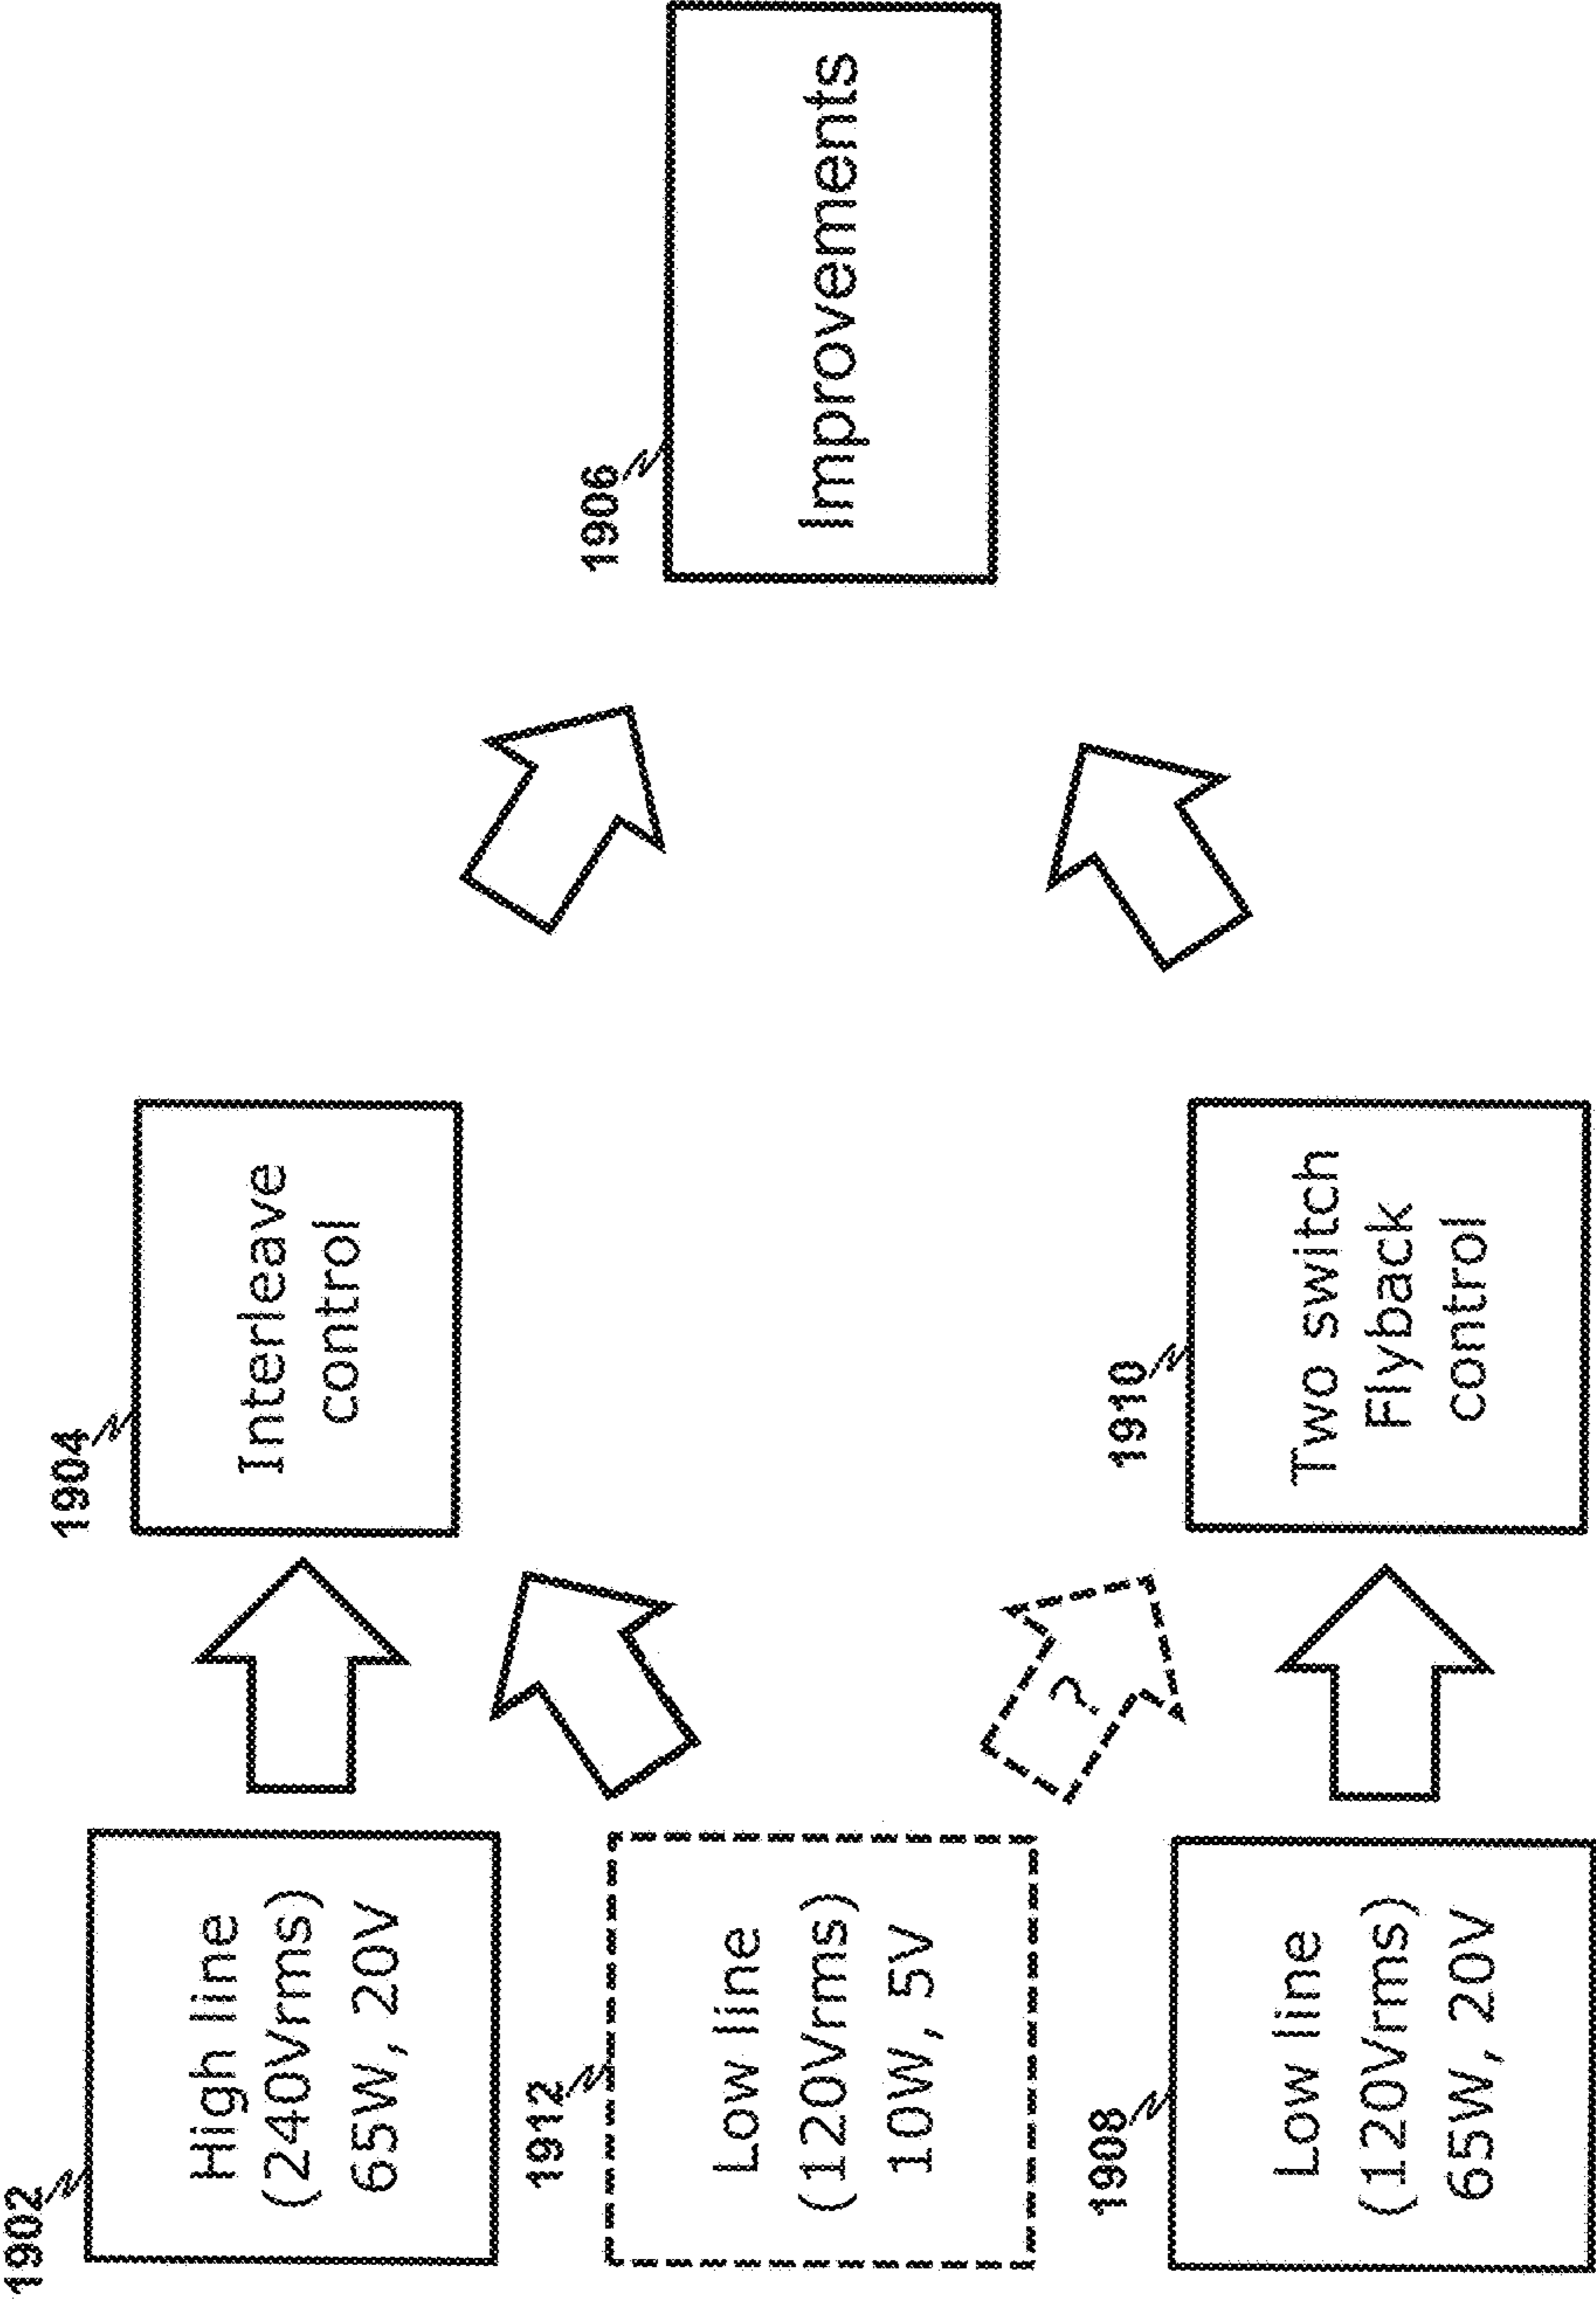 1902
High line
(240Vrms)
65W, 20V
1904
Interleave
control
1906
Improvements
1912
Low line
(120Vrms)
10W, 5V
?
1908
Low line
(120Vrms)
65W, 20V
1910
Two switch
Flyback
control